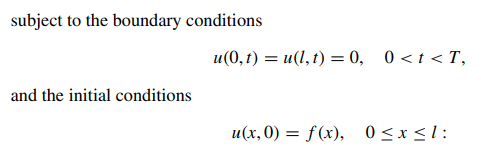 subject to the boundary conditions
u(0,t) = u(l,t) = 0, 0 < t < T,
and the initial conditions
u(x,0) = f(x), 0 ≤ x ≤ l :